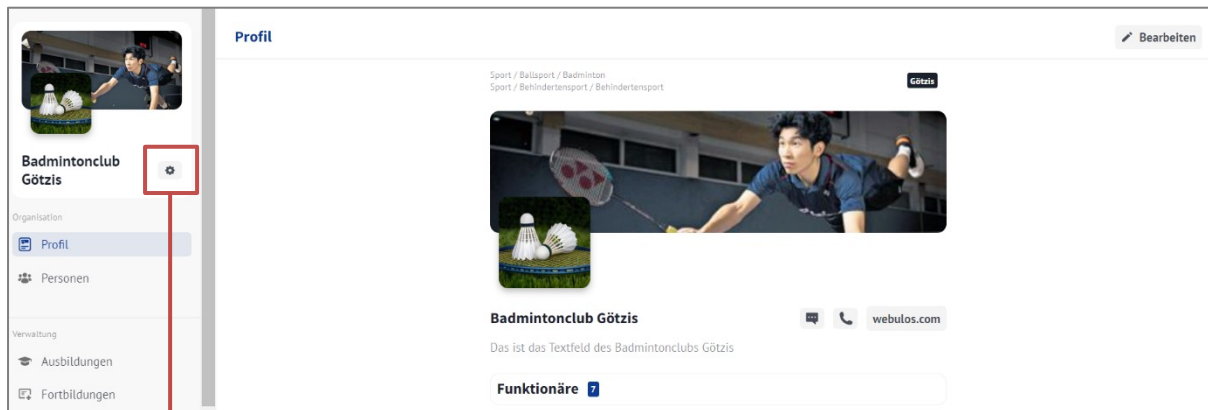 Badmintonclub
Götzis
Organisation
Profil
Personen
Verwaltung
Ausbildungen
Fortbildungen
Profil
Bearbeiten
Sport / Ballsport / Badminton
Sport / Behindertensport / Behindertensport
Götzis
Badmintonclub Götzis
webulos.com
Das ist das Textfeld des Badmintonclubs Götzis
Funktionäre 7